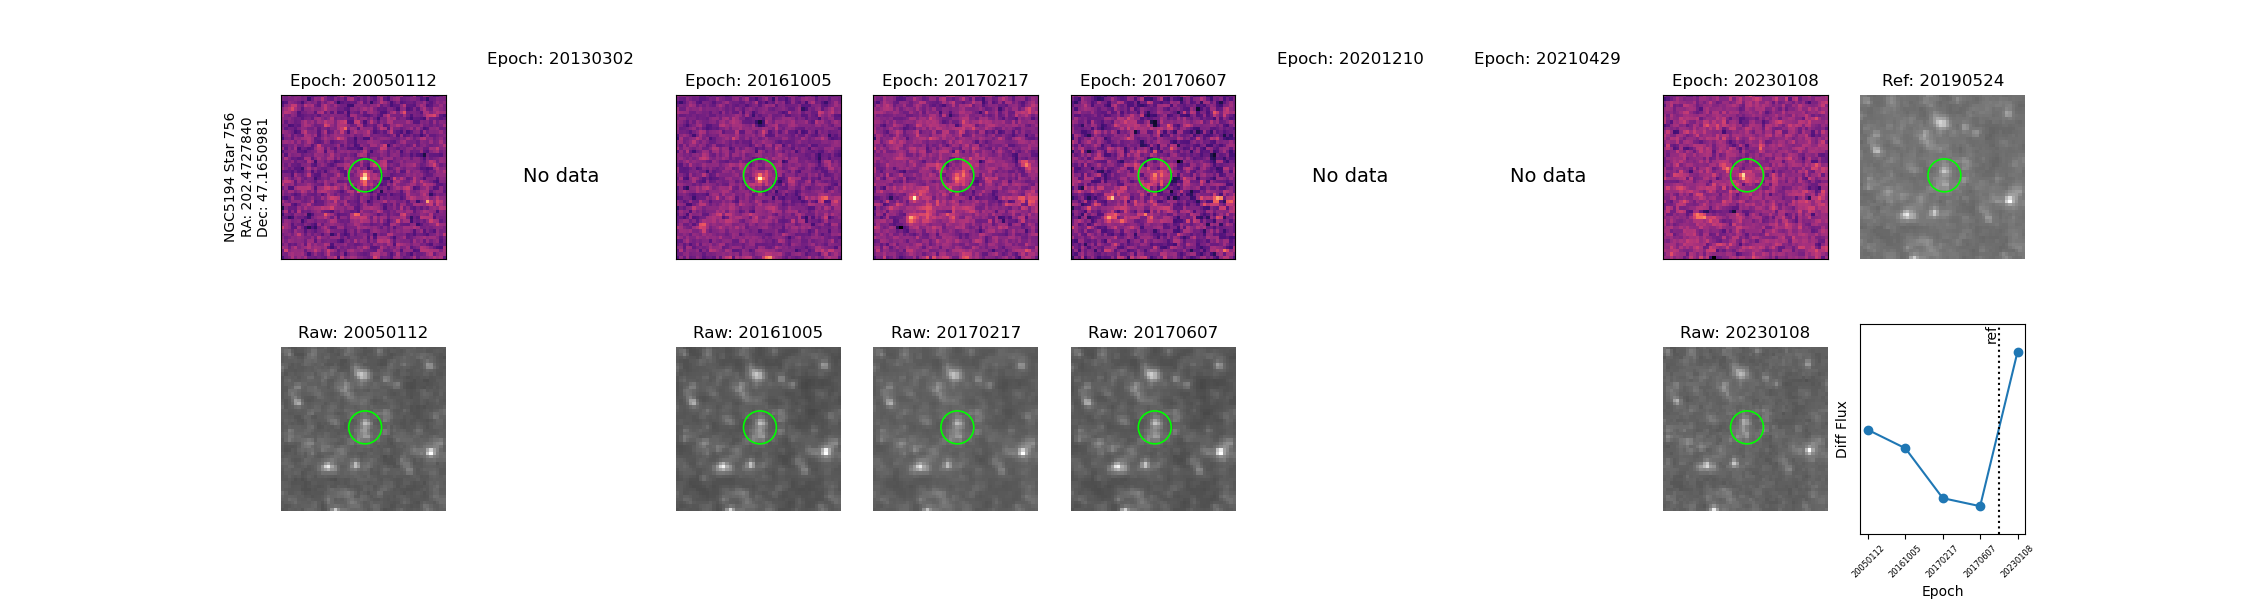 Epoch: 20130302
Epoch: 20201210
Epoch: 20210429
Epoch: 20050112
Epoch: 20161005
Epoch: 20170217
Epoch: 20170607
Epoch: 20230108
Ref: 20190524
NGC5194 Star 756
RA: 202.4727840
Dec: 47.1650981
No data
No data
No data
Raw: 20050112
Raw: 20161005
Raw: 20170217
Raw: 20170607
Raw: 20230108
ref
Diff Flux
20050112
20161005
20170217
20170607
20230108
Epoch